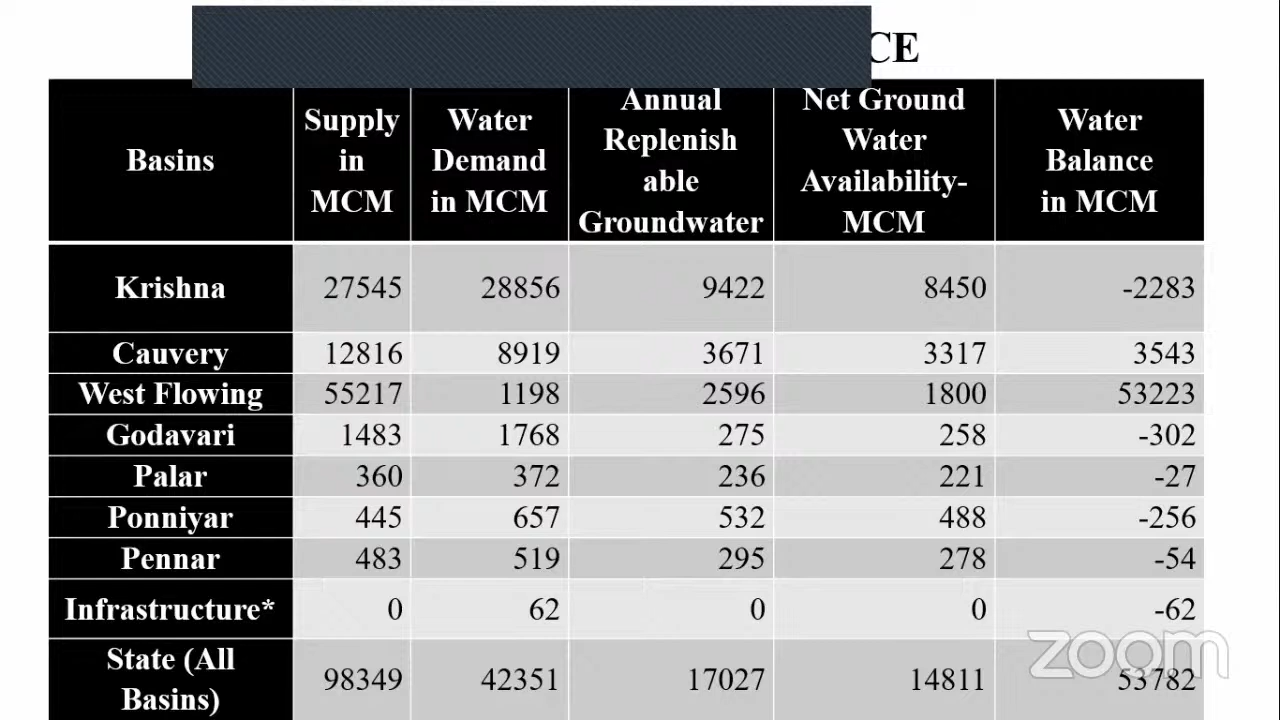 CE
Basins
Supply
in
MCM
Water
Demand
in MCM
Annual
Replenish
able
Groundwater
Net Ground
Water
Availability-
MCM
Water
Balance
in MCM
Krishna 27545 28856 9422 8450 -2283
Cauvery 12816 8919 3671 3317 3543
West Flowing 55217 1198 2596 1800 53223
Godavari 1483 1768 275 258 -302
Palar 360 372 236 221 -27
Ponniyar 445 657 532 488 -256
Pennar 483 519 295 278 -54
Infrastructure* 0 62 0 0 -62
State (All
Basins) 98349 42351 17027 14811 53782
zoom